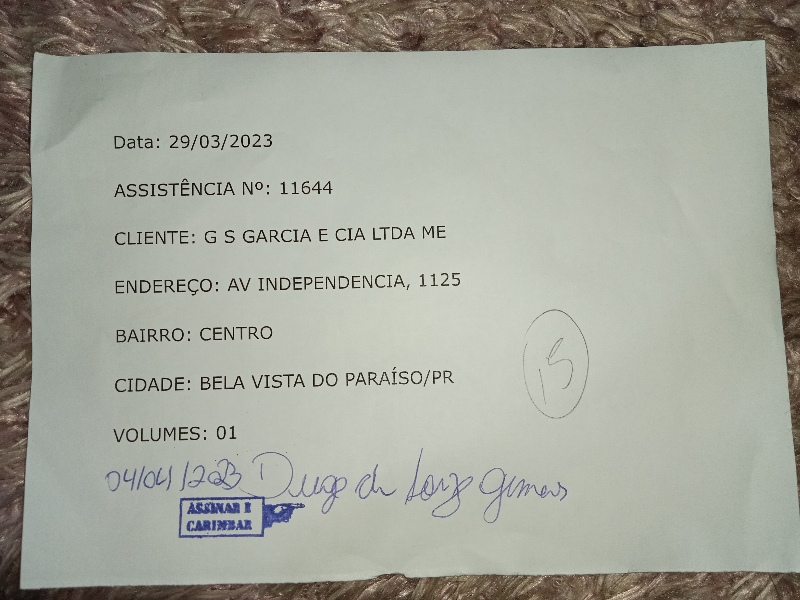 Data: 29/03/2023
ASSISTÊNCIA Nº: 11644
CLIENTE: G S GARCIA E CIA LTDA ME
ENDEREÇO: AV INDEPENDENCIA, 1125
BAIRRO: CENTRO
CIDADE: BELA VISTA DO PARAÍSO/PR
VOLUMES: 01
04/04/2023
ASSINAR E
CARIMBAR